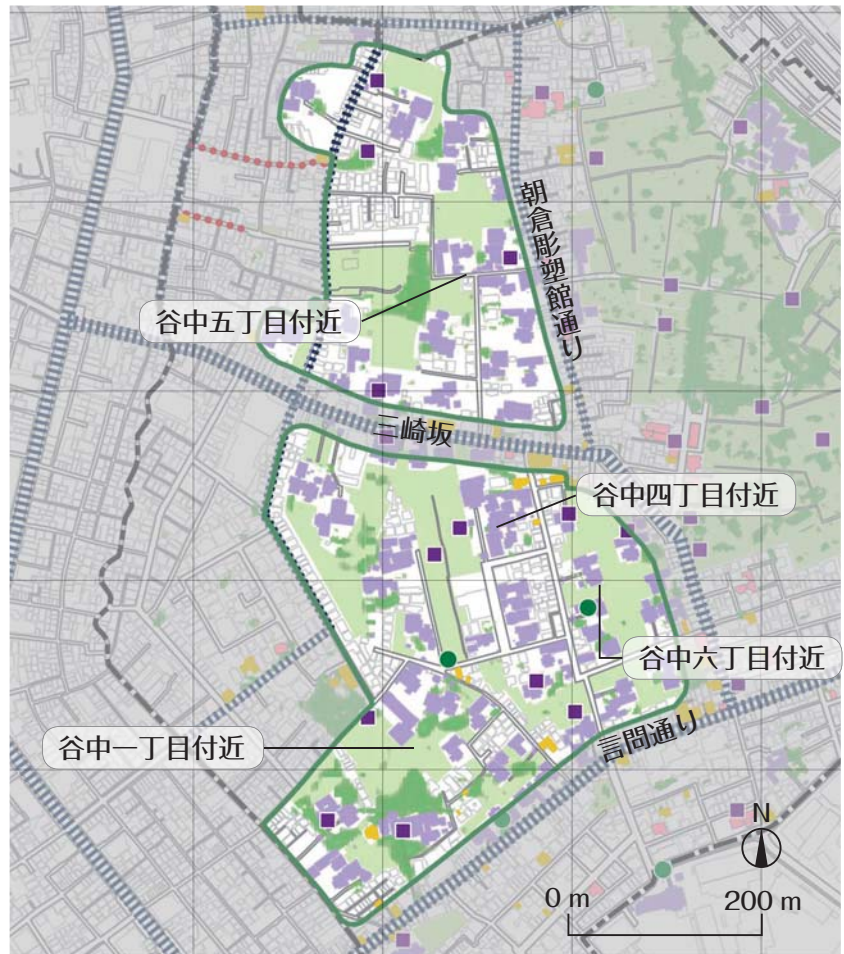 朝倉彫塑館通り
谷中五丁目付近
三崎坂
谷中四丁目付近
谷中六丁目付近
谷中一丁目付近
言問通り
N
0 m
200 m